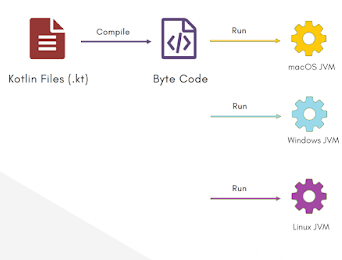 Compile
Run
Kotlin Files (.kt)
Byte Code
macOS JVM
Run
Windows JVM
Run
Linux JVM